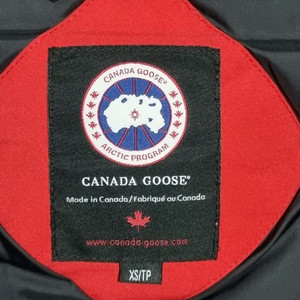 CANADA GOOSE®
ARCTIC PROGRAM
CANADA GOOSE®
Made in Canada/Fabriqué au Canada
www.canada-goose.com
XS/TP